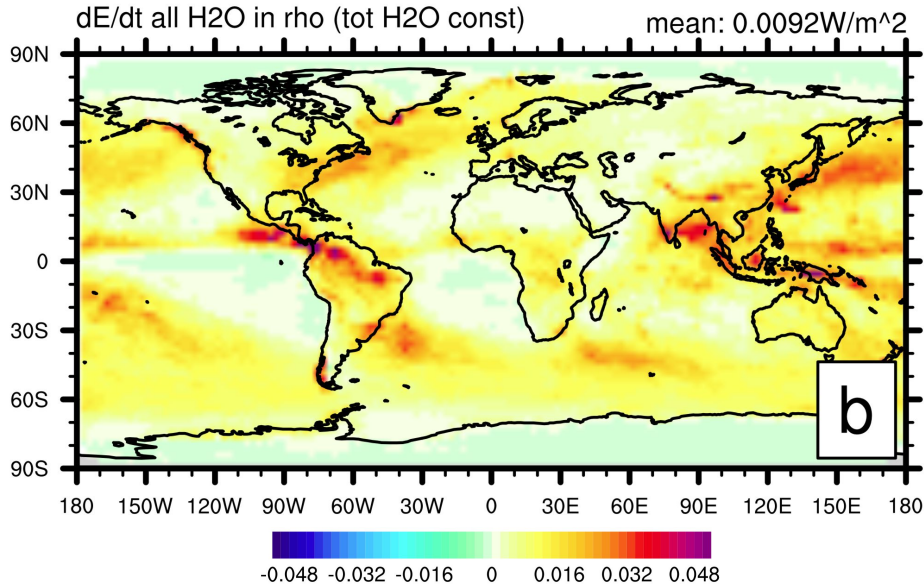 dE/dt all H2O in rho (tot H2O const) mean: 0.0092W/m^2
90N
60N
30N
0
30S
60S
90S
b
180 150W 120W 90W 60W 30W 0 30E 60E 90E 120E 150E 180
-0.048 -0.032 -0.016 0 0.016 0.032 0.048